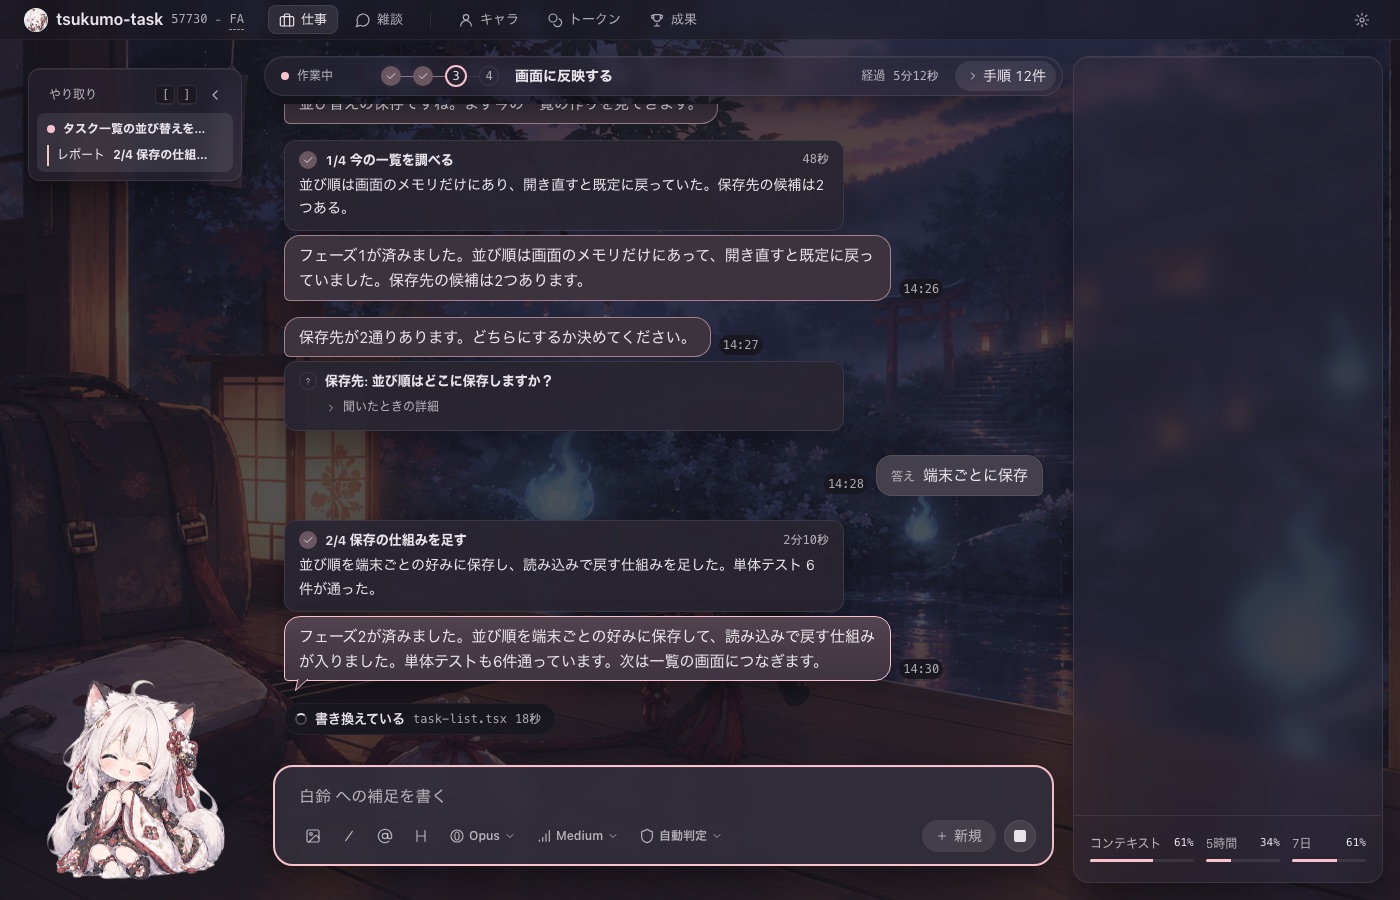 tsukumo-task 57730 - FA 仕事 雑談 キャラ トークン 成果
やり取り [ ]
タスク一覧の並び替えを...
レポート 2/4 保存の仕組...
作業中 3 4 画面に反映する 経過 5分12秒 手順 12件
1/4 今の一覧を調べる 48秒
並び順は画面のメモリだけにあり、開き直すと既定に戻っていた。保存先の候補は2
つある。
フェーズ1が済みました。並び順は画面のメモリだけにあって、開き直すと既定に戻っ
ていました。保存先の候補は2つあります。
14:26
保存先が2通りあります。どちらにするか決めてください。
14:27
? 保存先: 並び順はどこに保存しますか？
聞いたときの詳細
14:28 答え 端末ごとに保存
2/4 保存の仕組みを足す 2分10秒
並び順を端末ごとの好みに保存し、読み込みで戻す仕組みを足した。単体テスト 6
件が通った。
フェーズ2が済みました。並び順を端末ごとの好みに保存して、読み込みで戻す仕組み
が入りました。単体テストも6件通っています。次は一覧の画面につなぎます。
14:30
書き換えている task-list.tsx 18秒
白鈴 への補足を書く
/ @ H Opus Medium 自動判定 + 新規
コンテキスト 61% 5時間 34% 7日 61%